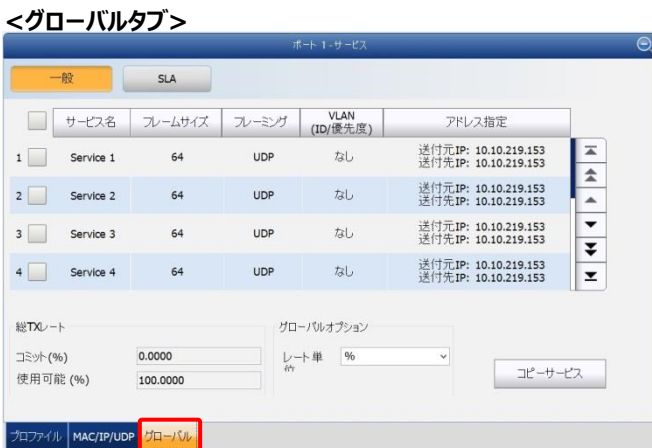 <グローバルタブ>
ポート 1 - サービス
一般 SLA
サービス名 フレームサイズ フレーミング VLAN (ID/優先度) アドレス指定
1 Service 1 64 UDP なし 送付元IP: 10.10.219.153
送付先IP: 10.10.219.153
2 Service 2 64 UDP なし 送付元IP: 10.10.219.153
送付先IP: 10.10.219.153
3 Service 3 64 UDP なし 送付元IP: 10.10.219.153
送付先IP: 10.10.219.153
4 Service 4 64 UDP なし 送付元IP: 10.10.219.153
送付先IP: 10.10.219.153
総TXレート グローバルオプション
コミット(%) 0.0000 レート単位 %
使用可能 (%) 100.0000 コピーサービス
プロファイル MAC/IP/UDP グローバル